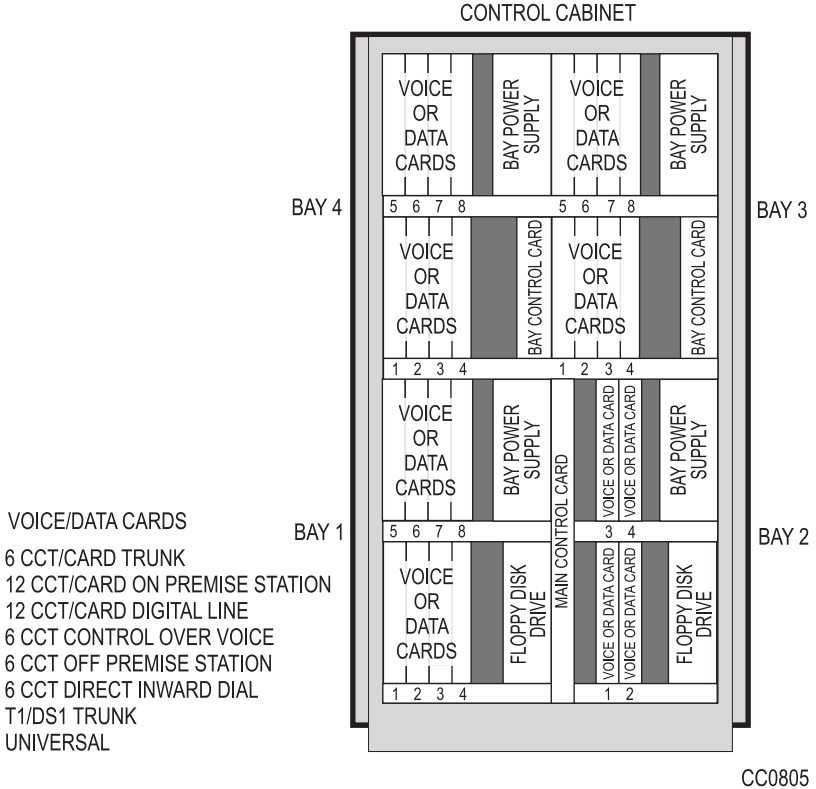 CONTROL CABINET
VOICE
OR
DATA
CARDS
BAY POWER
SUPPLY
VOICE
OR
DATA
CARDS
BAY POWER
SUPPLY
BAY 4
5 6 7 8
5 6 7 8
BAY 3
VOICE
OR
DATA
CARDS
BAY CONTROL CARD
VOICE
OR
DATA
CARDS
BAY CONTROL CARD
1 2 3 4
1 2 3 4
VOICE
OR
DATA
CARDS
BAY POWER
SUPPLY
MAIN CONTROL CARD
VOICE OR DATA CARD
VOICE OR DATA CARD
BAY POWER
SUPPLY
BAY 1
5 6 7 8
3 4
BAY 2
VOICE
OR
DATA
CARDS
FLOPPY DISK
DRIVE
VOICE OR DATA CARD
VOICE OR DATA CARD
FLOPPY DISK
DRIVE
1 2 3 4
1 2
VOICE/DATA CARDS
6 CCT/CARD TRUNK
12 CCT/CARD ON PREMISE STATION
12 CCT/CARD DIGITAL LINE
6 CCT CONTROL OVER VOICE
6 CCT OFF PREMISE STATION
6 CCT DIRECT INWARD DIAL
T1/DS1 TRUNK
UNIVERSAL
CC0805